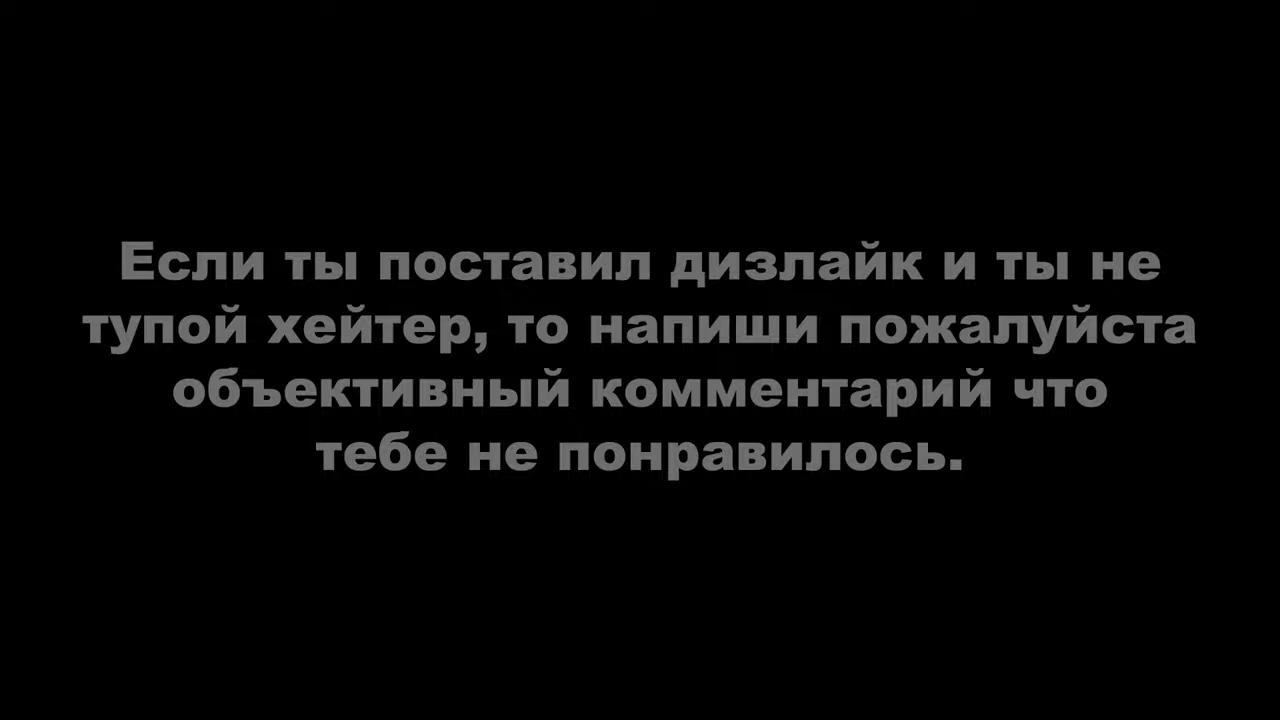 Если ты поставил дизлайк и ты не
тупой хейтер, то напиши пожалуйста
объективный комментарий что
тебе не понравилось.